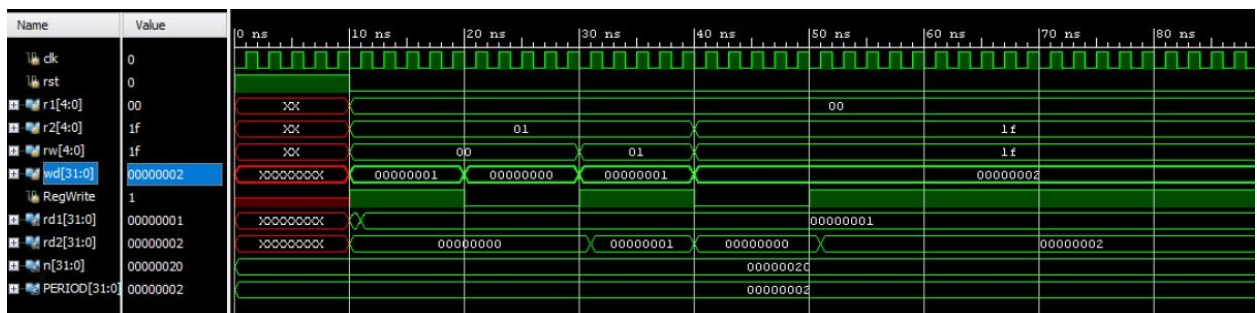 Name Value 0 ns 10 ns 20 ns 30 ns 40 ns 50 ns 60 ns 70 ns 80 ns
clk 0
rst 0
r1[4:0] 00 XX 00
r2[4:0] 1f XX 01 1f
rw[4:0] 1f XX 00 01 1f
wd[31:0] 00000002 XXXXXXXX 00000001 00000000 00000001 00000002
RegWrite 1
rd1[31:0] 00000001 XXXXXXXX 00000001
rd2[31:0] 00000002 XXXXXXXX 00000000 00000001 00000000 00000002
n[31:0] 00000020 00000020
PERIOD[31:0] 00000002 00000002